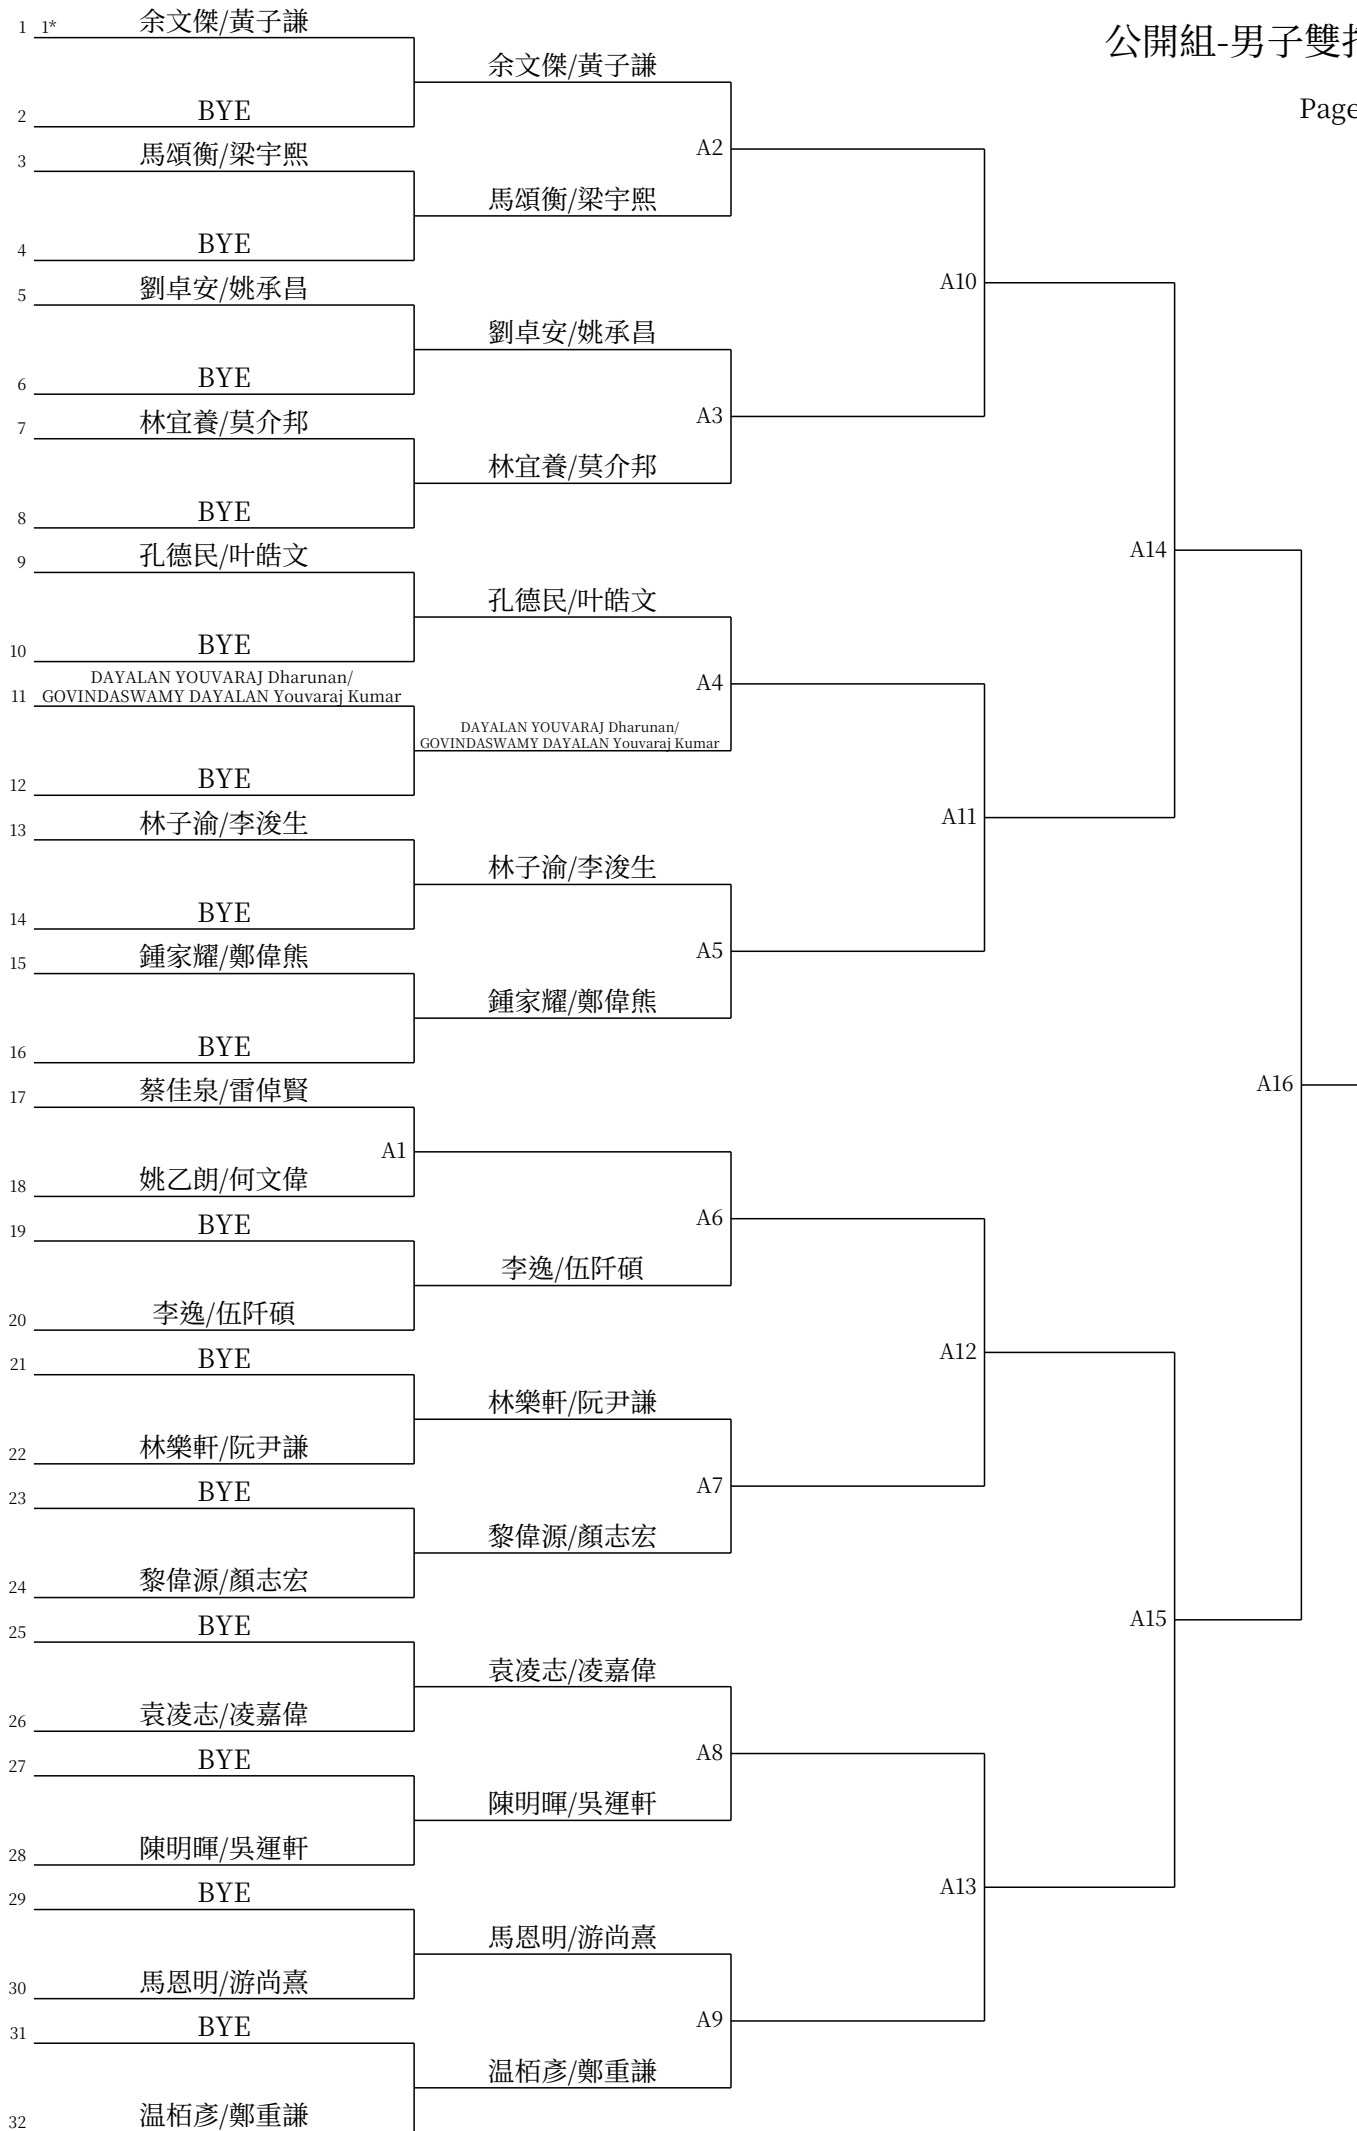 公開組-男子雙打
Page
1 1* 余文傑/黃子謙
余文傑/黃子謙
2 BYE
3 馬頌衡/梁宇熙
A2
馬頌衡/梁宇熙
4 BYE
A10
5 劉卓安/姚承昌
劉卓安/姚承昌
6 BYE
7 林宜養/莫介邦
A3
林宜養/莫介邦
8 BYE
A14
9 孔德民/叶皓文
孔德民/叶皓文
10 BYE
DAYALAN YOUVARAJ Dharunan/
11 GOVINDASWAMY DAYALAN Youvaraj Kumar
A4
DAYALAN YOUVARAJ Dharunan/
GOVINDASWAMY DAYALAN Youvaraj Kumar
12 BYE
A11
13 林子渝/李浚生
林子渝/李浚生
14 BYE
15 鍾家耀/鄭偉熊
A5
鍾家耀/鄭偉熊
16 BYE
A16
17 蔡佳泉/雷倬賢
A1
18 姚乙朗/何文偉
19 BYE
A6
李逸/伍阡碩
20 李逸/伍阡碩
A12
21 BYE
林樂軒/阮尹謙
22 林樂軒/阮尹謙
23 BYE
A7
黎偉源/顏志宏
24 黎偉源/顏志宏
A15
25 BYE
袁凌志/凌嘉偉
26 袁凌志/凌嘉偉
27 BYE
A8
陳明暉/吳運軒
28 陳明暉/吳運軒
A13
29 BYE
馬恩明/游尚熹
30 馬恩明/游尚熹
31 BYE
A9
温栢彥/鄭重謙
32 温栢彥/鄭重謙